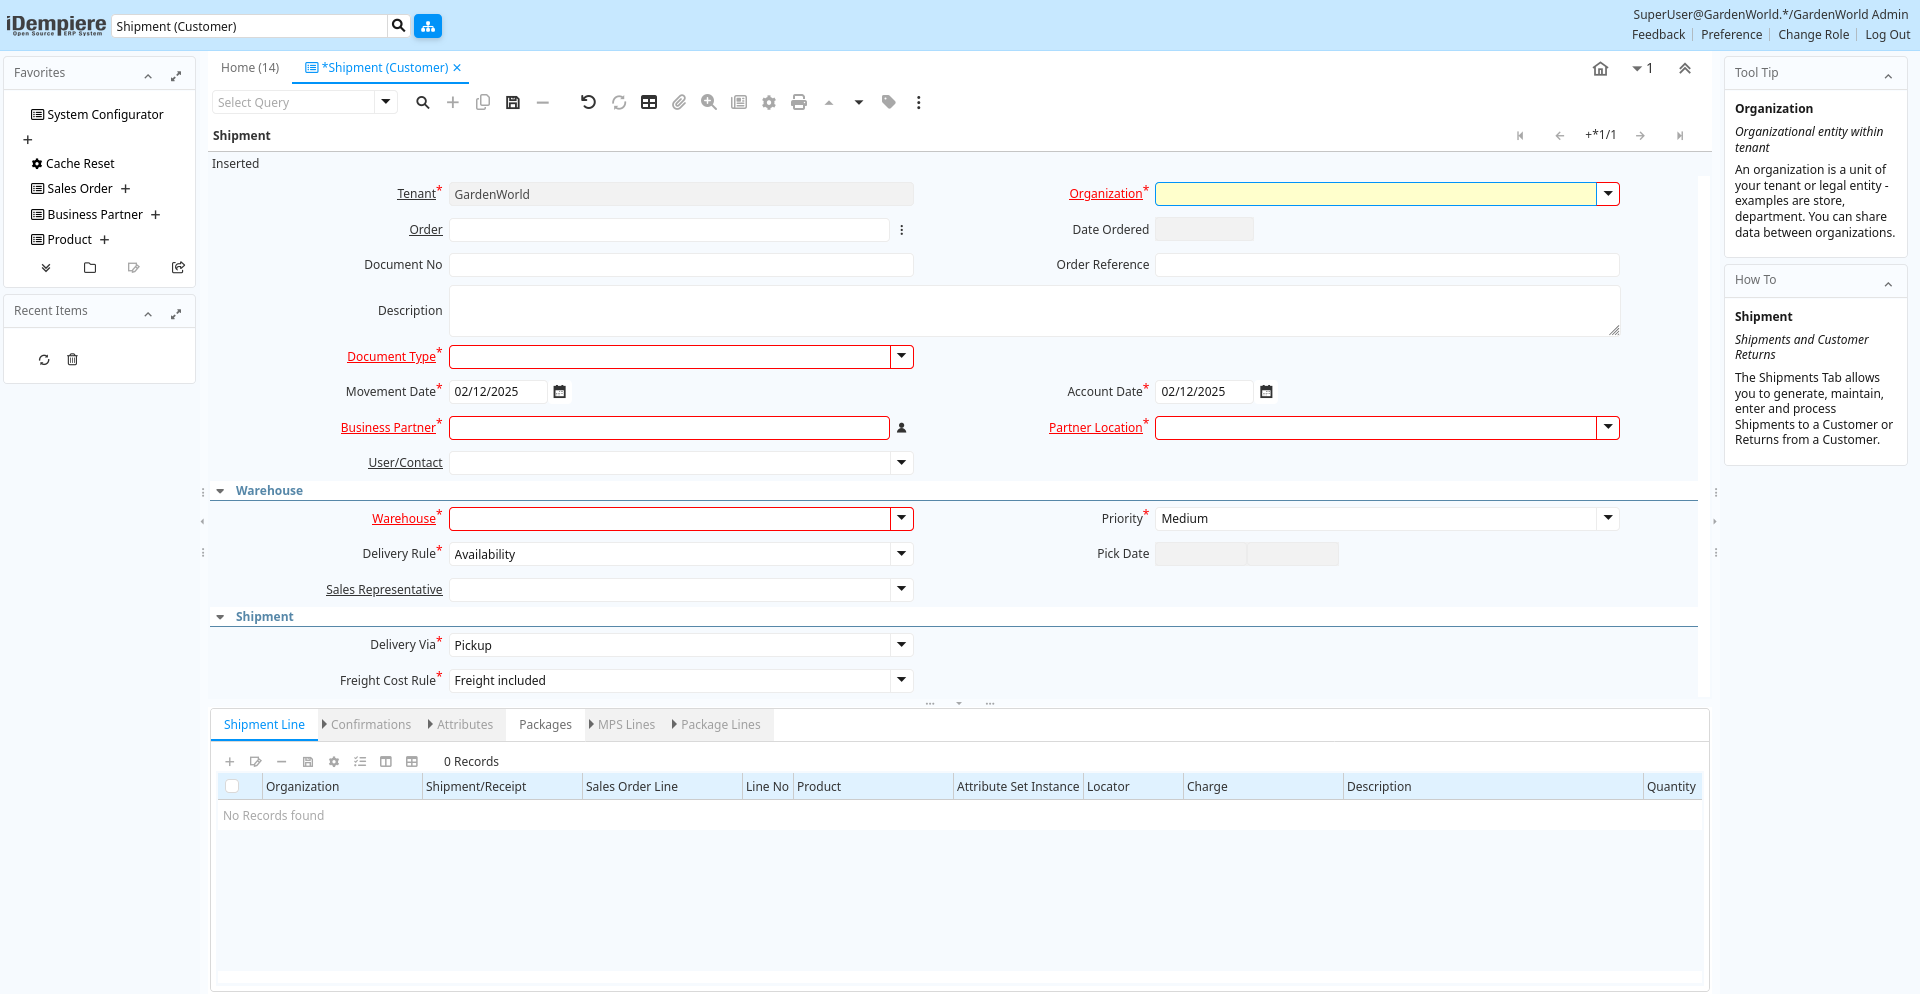 iDempiere
Open Source ERP System
Shipment (Customer)
SuperUser@GardenWorld.*/GardenWorld Admin
Feedback Preference Change Role Log Out
Favorites
System Configurator
Cache Reset
Sales Order
Business Partner
Product
Recent Items
Home (14) *Shipment (Customer)
1
Select Query
Shipment
+*1/1
Inserted
Tenant* GardenWorld Organization*
Order Date Ordered
Document No Order Reference
Description
Document Type*
Movement Date* 02/12/2025 Account Date* 02/12/2025
Business Partner* Partner Location*
User/Contact
Warehouse
Warehouse* Priority* Medium
Delivery Rule* Availability Pick Date
Sales Representative
Shipment
Delivery Via* Pickup
Freight Cost Rule* Freight included
Shipment Line Confirmations Attributes Packages MPS Lines Package Lines
0 Records
Organization Shipment/Receipt Sales Order Line Line No Product Attribute Set Instance Locator Charge Description Quantity
No Records found
Tool Tip
Organization
Organizational entity within
tenant
An organization is a unit of
your tenant or legal entity -
examples are store,
department. You can share
data between organizations.
How To
Shipment
Shipments and Customer
Returns
The Shipments Tab allows
you to generate, maintain,
enter and process
Shipments to a Customer or
Returns from a Customer.